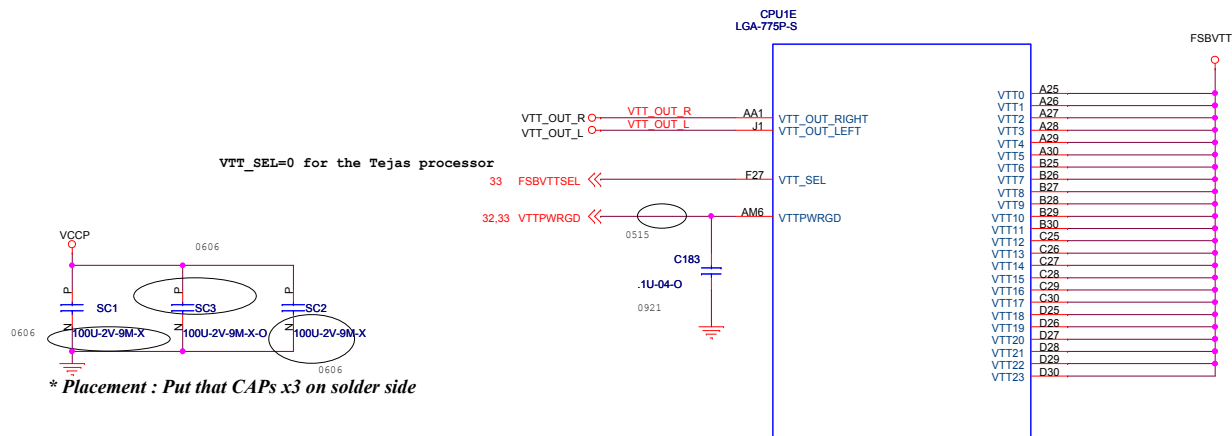 CPU1E
LGA-775P-S
FSBVTT
VTT_OUT_R VTT_OUT_R AA1 VTT_OUT_RIGHT
VTT_OUT_L VTT_OUT_L J1 VTT_OUT_LEFT
VTT_SEL=0 for the Tejas processor
33 FSBVTTSEL F27 VTT_SEL
32,33 VTTPWRGD AM6 VTTPWRGD
0515
C183
.1U-04-O
0921
VTT0 A25
VTT1 A26
VTT2 A27
VTT3 A28
VTT4 A29
VTT5 A30
VTT6 B25
VTT7 B26
VTT8 B27
VTT9 B28
VTT10 B29
VTT11 B30
VTT12 C25
VTT13 C26
VTT14 C27
VTT15 C28
VTT16 C29
VTT17 C30
VTT18 D25
VTT19 D26
VTT20 D27
VTT21 D28
VTT22 D29
VTT23 D30
VCCP
0606
P P P
SC1 SC3 SC2
N N N
0606 100U-2V-9M-X 100U-2V-9M-X-O 100U-2V-9M-X
0606
* Placement : Put that CAPs x3 on solder side